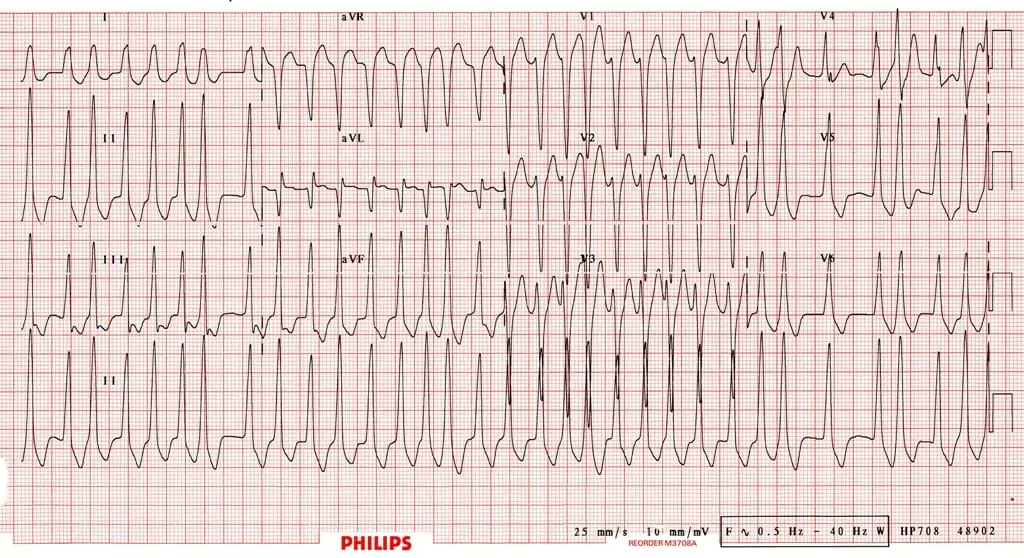 I aVR V1 V4
II aVL V2 V5
III aVF V3 V6
II
25 mm/s 10 mm/mV F ∿ 0.5 Hz - 40 Hz W HP708 48902
REORDER M3708A
PHILIPS